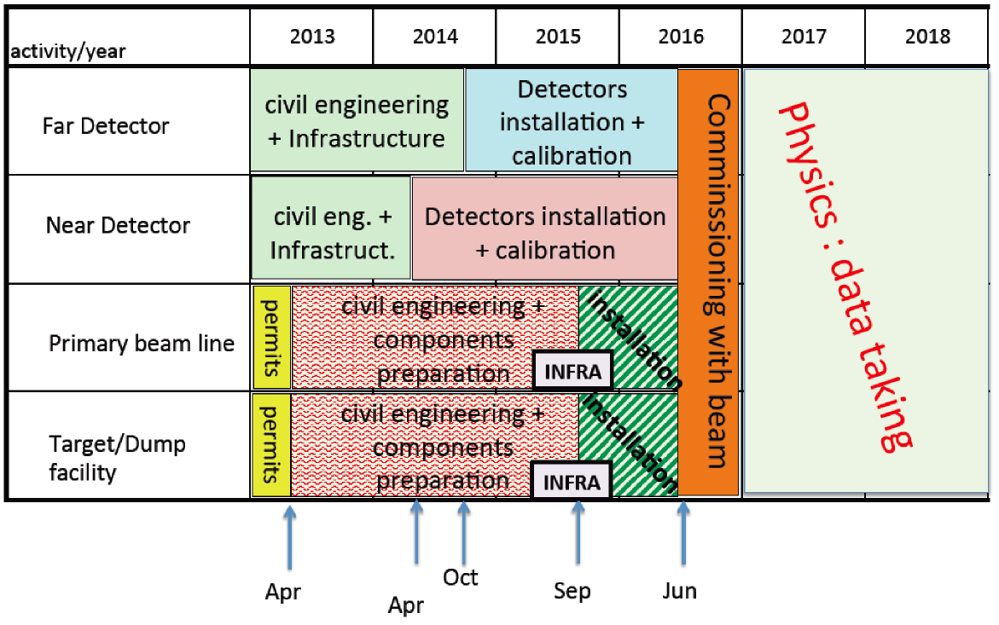 activity/year
2013
2014
2015
2016
2017
2018
Far Detector
civil engineering
+ Infrastructure
Detectors
installation +
calibration
Near Detector
civil eng. +
Infrastruct.
Detectors installation
+ calibration
Primary beam line
permits
civil engineering +
components
preparation
INFRA
installation
Target/Dump
facility
permits
civil engineering +
components
preparation
INFRA
installation
Omminssioning with beam
Physics : data taking
Apr
Apr
Oct
Sep
Jun